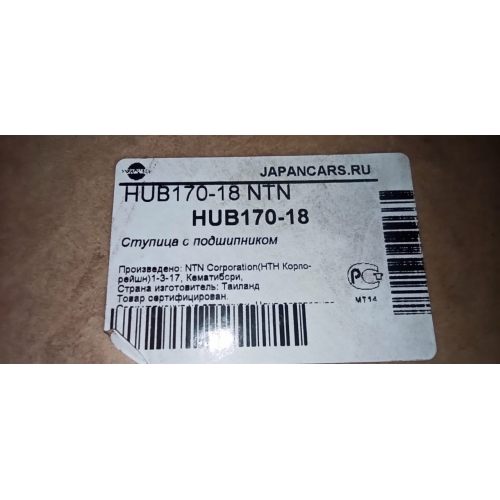 JAPANCARS.RU
HUB170-18 NTN
HUB170-18
Ступица с подшипником
Произведено: NTN Corporation(НТН Корпо-
рейшн)1-3-17, Кематибори,
Страна изготовитель: Таиланд
Товар сертифицирован.
МТ14